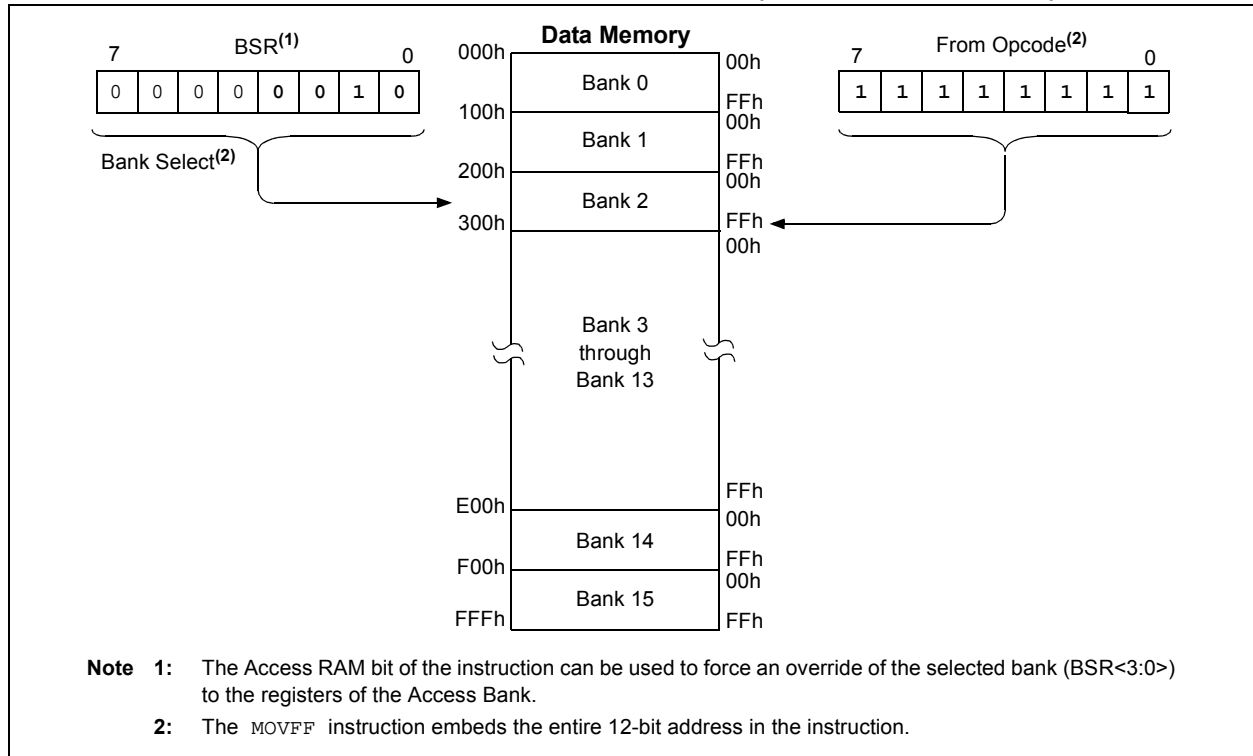 Data Memory
7 BSR(1) 0
0 0 0 0 0 0 1 0
Bank Select(2)
7 From Opcode(2) 0
1 1 1 1 1 1 1 1
000h
00h
Bank 0
FFh
100h
00h
Bank 1
FFh
200h
00h
Bank 2
FFh
300h
00h
Bank 3
through
Bank 13
FFh
E00h
00h
Bank 14
FFh
F00h
00h
Bank 15
FFFh
FFh
Note 1: The Access RAM bit of the instruction can be used to force an override of the selected bank (BSR<3:0>)
to the registers of the Access Bank.
2: The MOVFF instruction embeds the entire 12-bit address in the instruction.